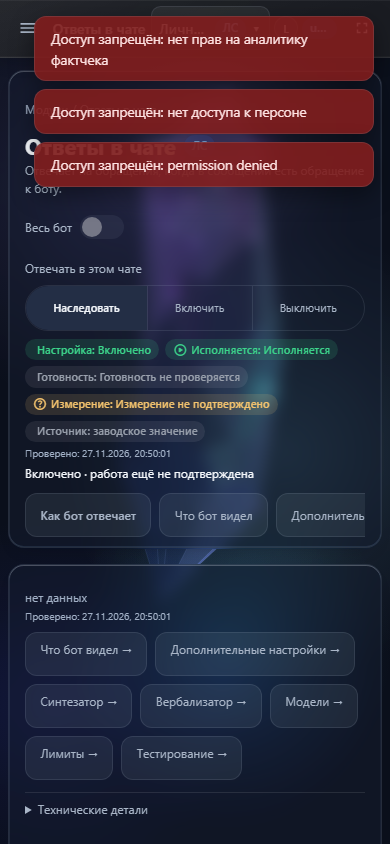 Доступ запрещён: нет прав на аналитику
фактчека
Доступ запрещён: нет доступа к персоне
Ответы в чате
Доступ запрещён: permission denied
к боту.
Весь бот
Отвечать в этом чате
Наследовать
Включить
Выключить
Настройка: Включено
Исполняется: Исполняется
Готовность: Готовность не проверяется
Измерение: Измерение не подтверждено
Источник: заводское значение
Проверено: 27.11.2026, 20:50:01
Включено · работа ещё не подтверждена
Как бот отвечает
Что бот видел
Дополнитель
нет данных
Проверено: 27.11.2026, 20:50:01
Что бот видел →
Дополнительные настройки →
Синтезатор →
Вербализатор →
Модели →
Лимиты →
Тестирование →
Технические детали